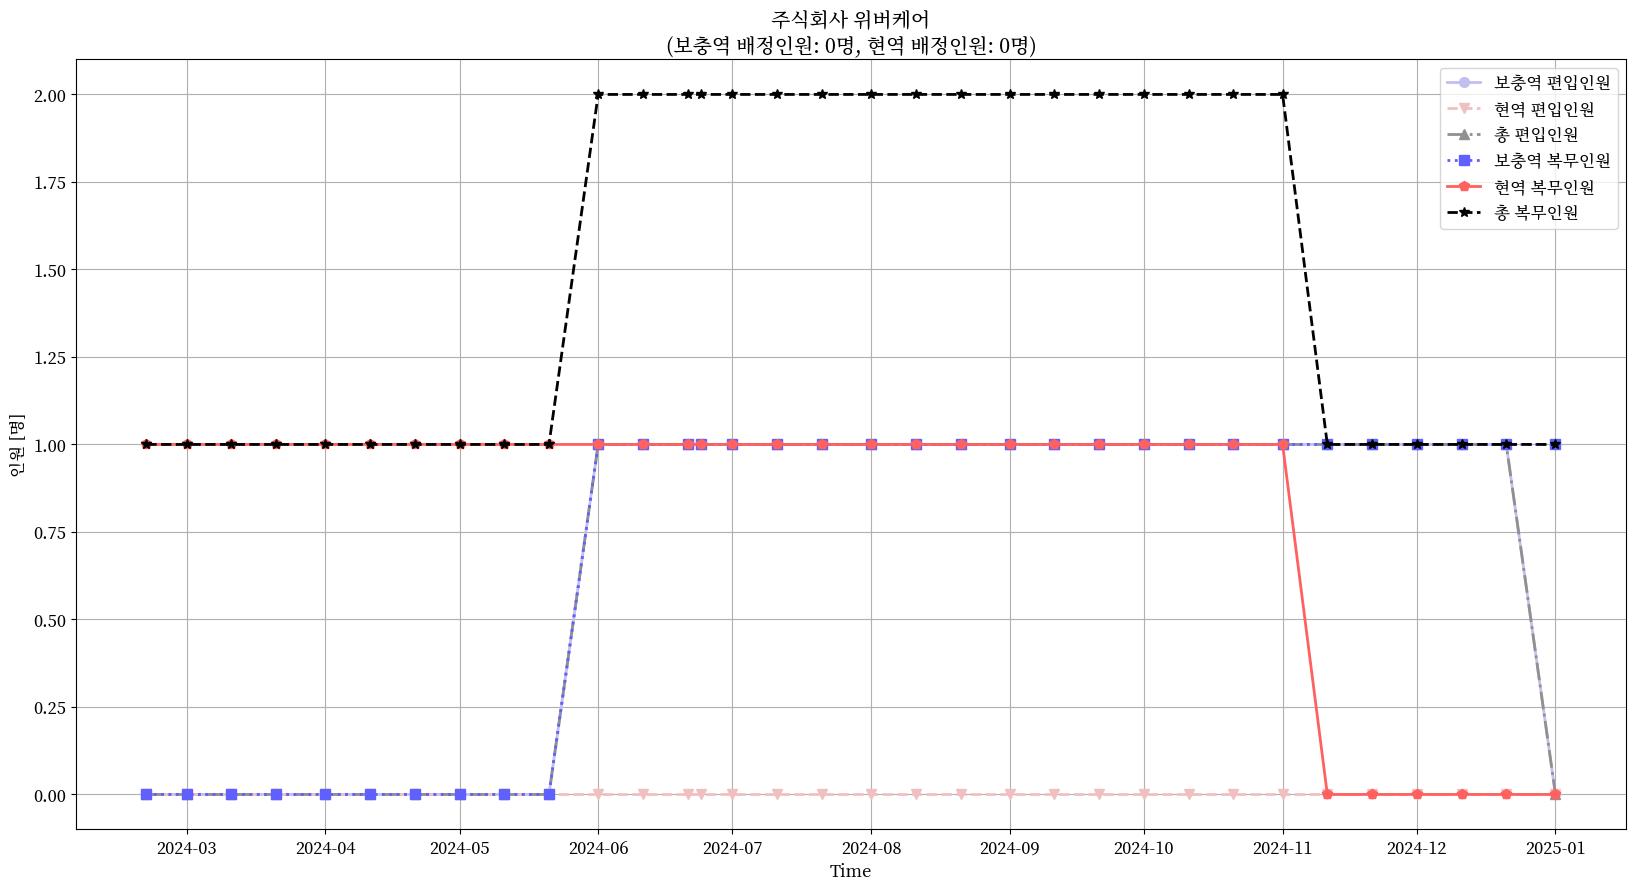 주식회사 위버케어
(보충역 배정인원: 0명, 현역 배정인원: 0명)
보충역 편입인원
현역 편입인원
총 편입인원
보충역 복무인원
현역 복무인원
총 복무인원
인원 [명]
2.00
1.75
1.50
1.25
1.00
0.75
0.50
0.25
0.00
2024-03
2024-04
2024-05
2024-06
2024-07
2024-08
2024-09
2024-10
2024-11
2024-12
2025-01
Time